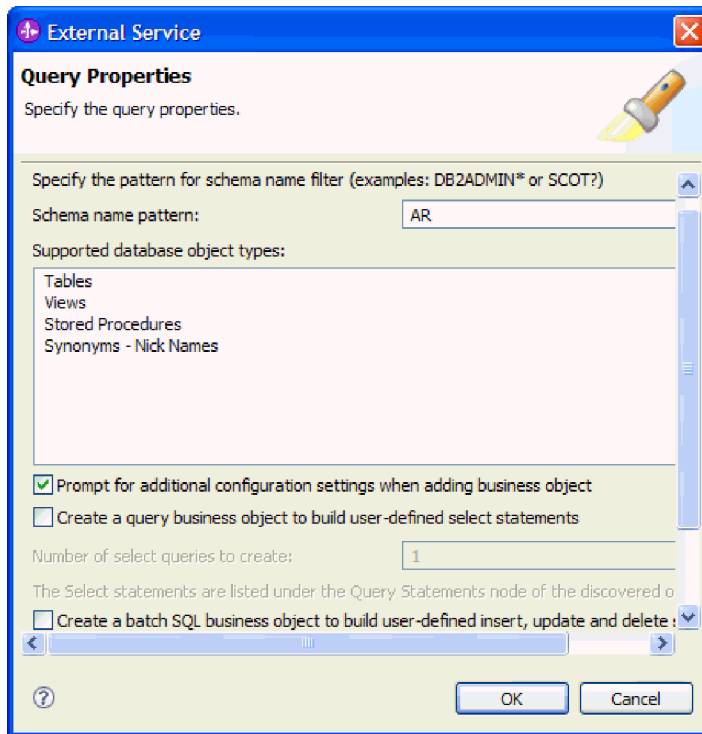 External Service
Query Properties
Specify the query properties.
Specify the pattern for schema name filter (examples: DB2ADMIN* or SCOT?)
Schema name pattern: AR
Supported database object types:
Tables
Views
Stored Procedures
Synonyms - Nick Names
Prompt for additional configuration settings when adding business object
Create a query business object to build user-defined select statements
Number of select queries to create: 1
The Select statements are listed under the Query Statements node of the discovered o
Create a batch SQL business object to build user-defined insert, update and delete
OK Cancel